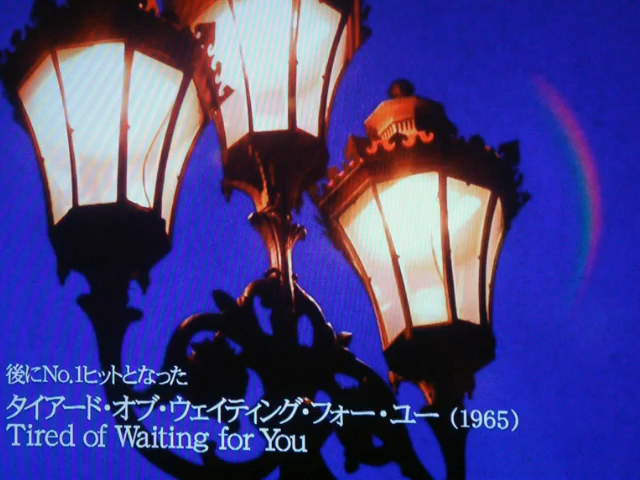 後にNo.1ヒットとなった
タイアード・オブ・ウェイティング・フォー・ユー (1965)
Tired of Waiting for You